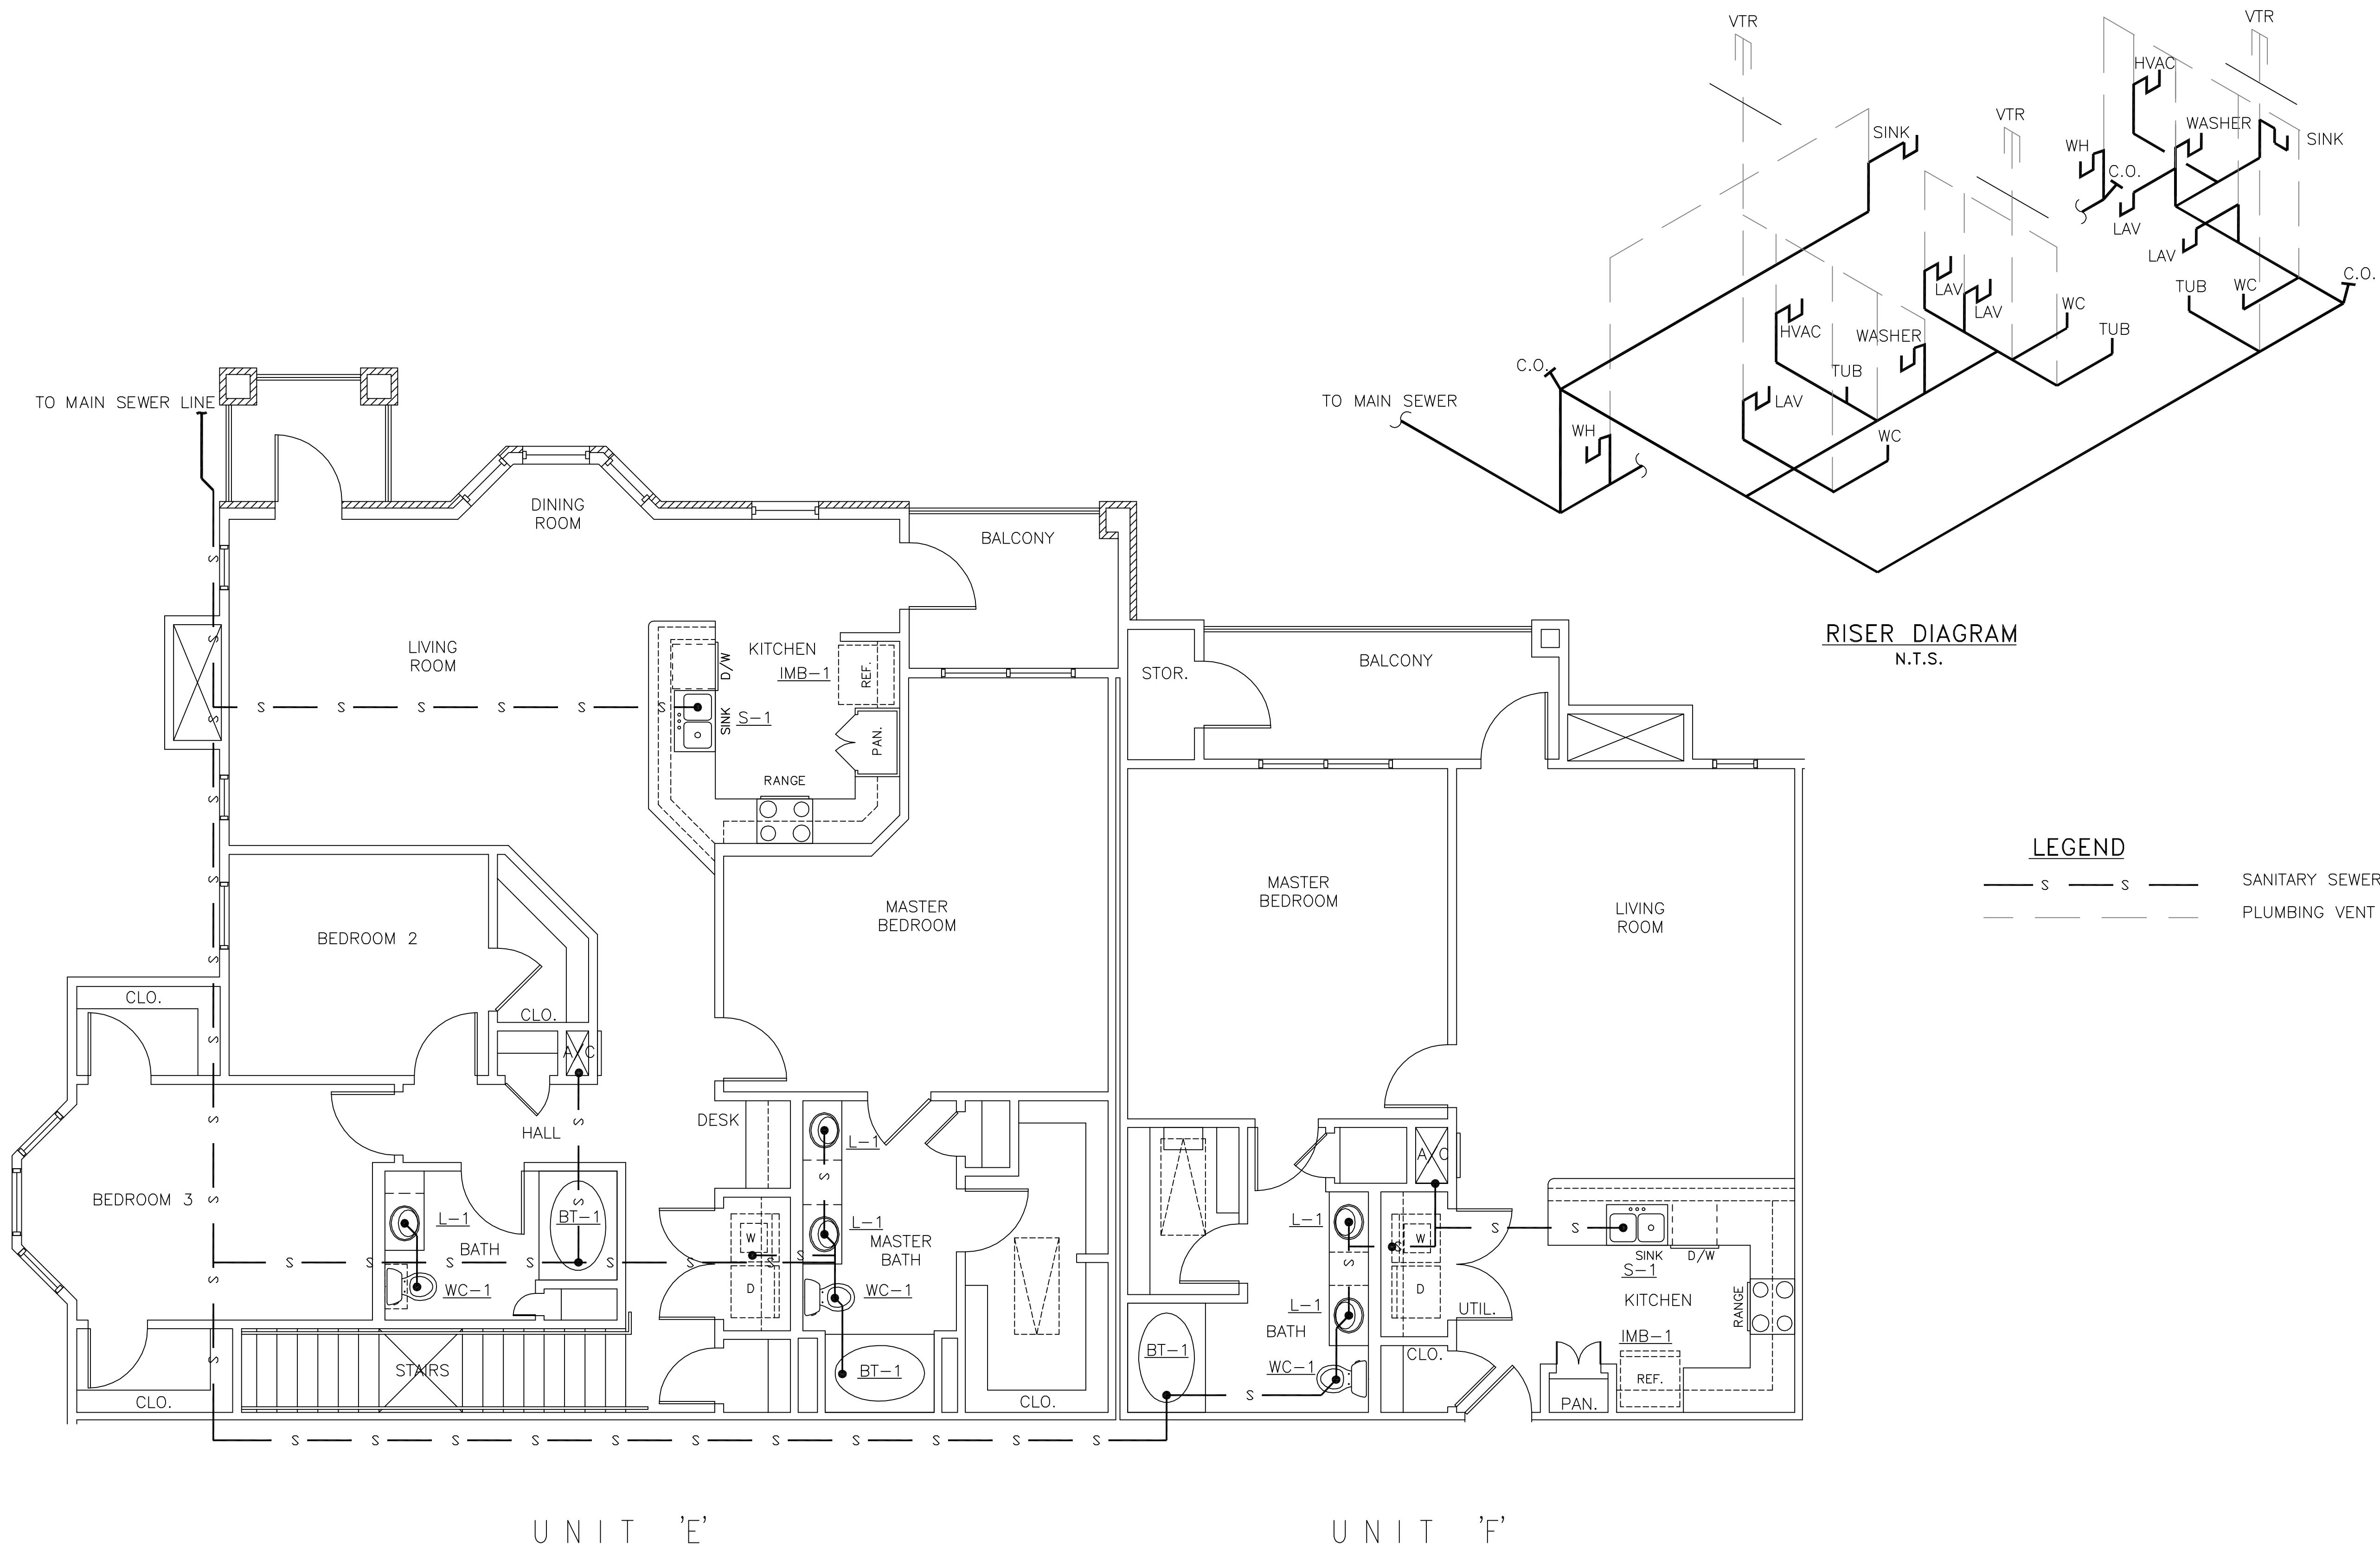 VTR
VTR
HVAC
VTR
WASHER
SINK
SINK
WH
C.O.
LAV
LAV
C.O.
TUB
WC
LAV
LAV
WC
HVAC
WASHER
TUB
C.O.
TUB
LAV
TO MAIN SEWER
WH
WC
RISER DIAGRAM
N.T.S.
LEGEND
S S SANITARY SEWER
PLUMBING VENT
TO MAIN SEWER LINE
DINING
ROOM
BALCONY
LIVING
ROOM
D/W
KITCHEN
IMB-1
REF.
SINK
S-1
PAN.
RANGE
STOR.
BALCONY
MASTER
BEDROOM
BEDROOM 2
MASTER
BEDROOM
LIVING
ROOM
CLO.
CLO.
A/C
HALL
DESK
L-1
A/C
BEDROOM 3
L-1
BATH
BT-1
W
L-1
MASTER
BATH
L-1
W
SINK
D/W
S-1
WC-1
D
WC-1
L-1
BATH
D
UTIL.
KITCHEN
RANGE
IMB-1
STAIRS
BT-1
BT-1
WC-1
CLO.
REF.
CLO.
CLO.
PAN.
S S S S S S
S S S S S S S S S S S
S S S S S S S
S S S S S S S S S S S
S
S
S
S
S
S
S S
S
S
UNIT 'E'
UNIT 'F'